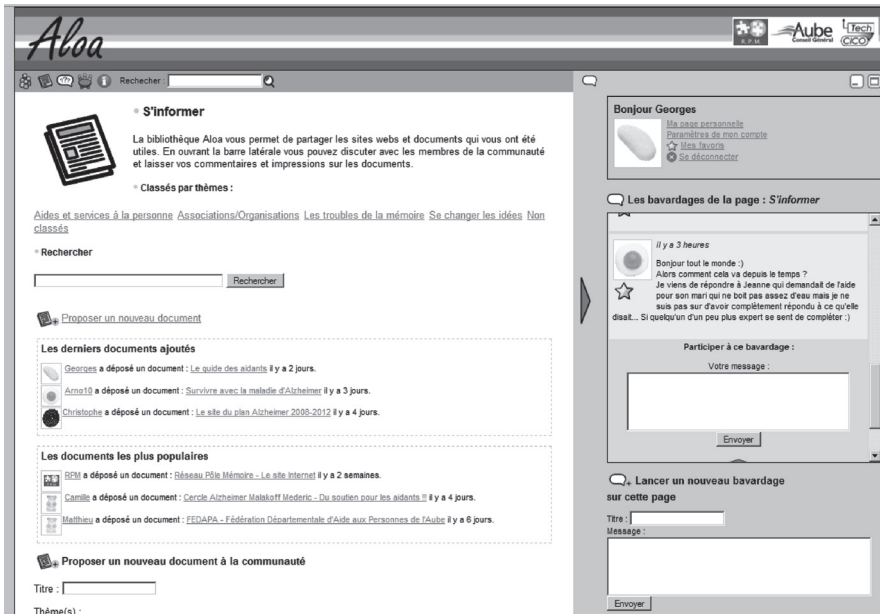 Aloa
RPM
Aube
Conseil Général
Tech
CICO
Rechecher :
S'informer
La bibliothèque Aloa vous permet de partager les sites webs et documents qui vous ont été
utiles. En ouvrant la barre latérale vous pouvez discuter avec les membres de la communauté
et laisser vos commentaires et impressions sur les documents.
Classés par thèmes :
Aides et services à la personne Associations/Organisations Les troubles de la mémoire Se changer les idées Non
classés
Rechercher
Rechercher
Proposer un nouveau document
Les derniers documents ajoutés
Georges a déposé un document : Le guide des aidants il y a 2 jours.
Arno10 a déposé un document : Survivre avec la maladie d'Alzheimer il y a 3 jours.
Christophe a déposé un document : Le site du plan Alzheimer 2008-2012 il y a 4 jours.
Les documents les plus populaires
RPM a déposé un document : Réseau Pôle Mémoire - Le site Internet il y a 2 semaines.
Camille a déposé un document : Cercle Alzheimer Malakoff Mederic - Du soutien pour les aidants !! il y a 4 jours.
Matthieu a déposé un document : FEDAPA - Fédération Départementale d'Aide aux Personnes de l'Aube il y a 6 jours.
Proposer un nouveau document à la communauté
Titre :
Thème(s) :
Bonjour Georges
Ma page personnelle
Paramètres de mon compte
Mes favoris
Se déconnecter
Les bavardages de la page : S'informer
il y a 3 heures
Bonjour tout le monde :)
Alors comment cela va depuis le temps ?
Je viens de répondre à Jeanne qui demandait de l'aide
pour son mari qui ne boit pas assez d'eau mais je ne
suis pas sur d'avoir complètement répondu à ce qu'elle
disait... Si quelqu'un d'un peu plus expert se sent de compléter :)
Participer à ce bavardage :
Votre message :
Envoyer
Lancer un nouveau bavardage
sur cette page
Titre :
Message :
Envoyer